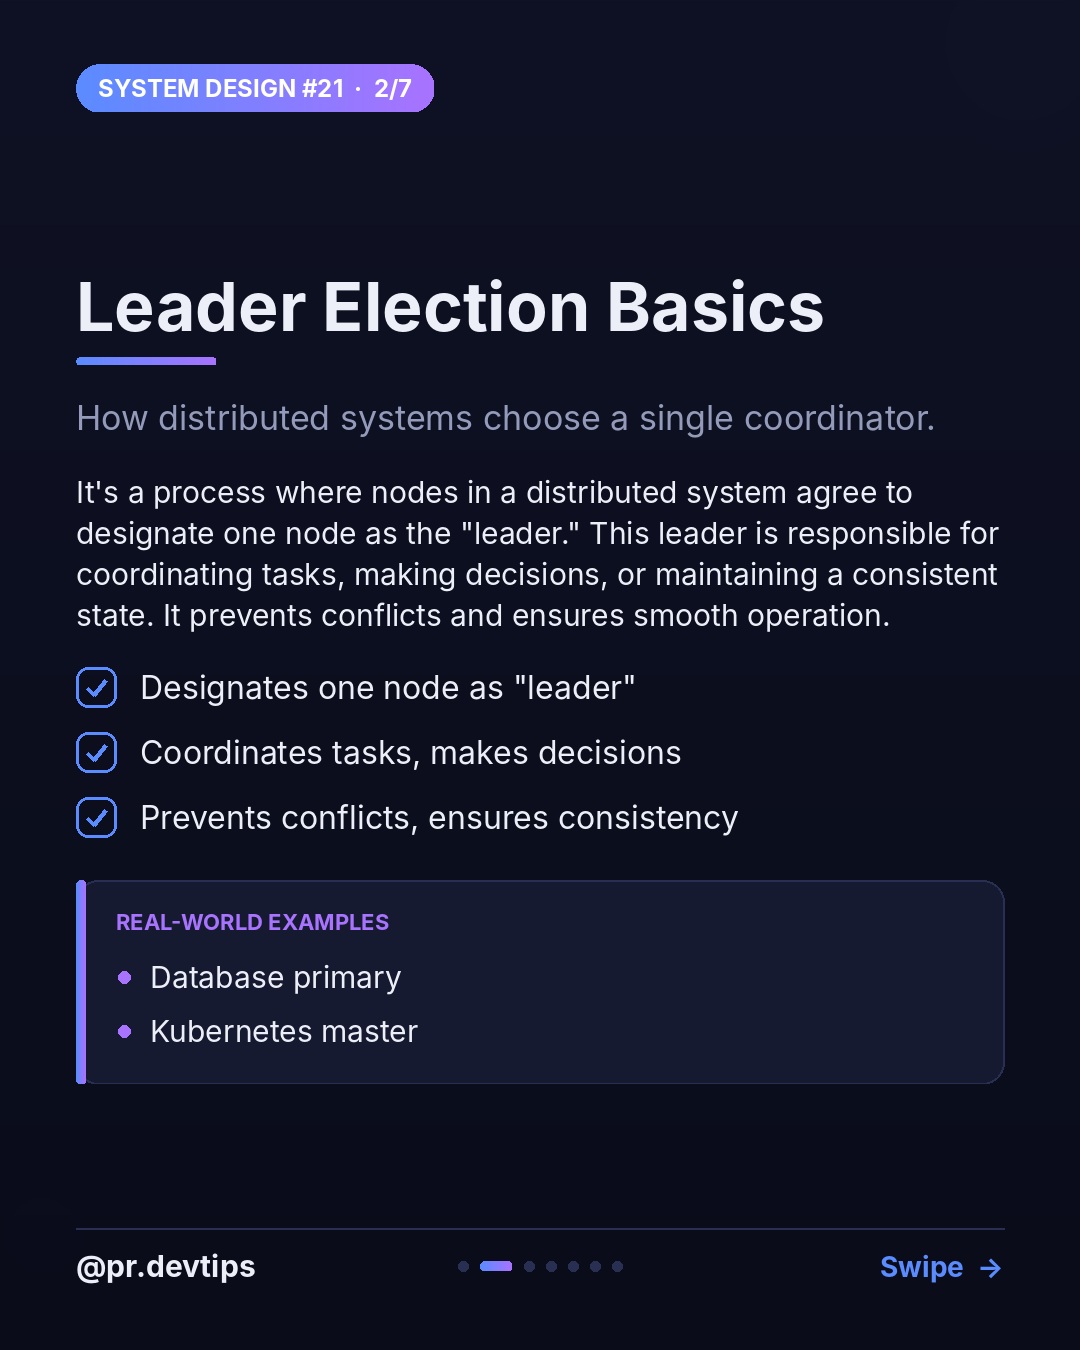 SYSTEM DESIGN #21 · 2/7
Leader Election Basics
How distributed systems choose a single coordinator.
It's a process where nodes in a distributed system agree to
designate one node as the "leader." This leader is responsible for
coordinating tasks, making decisions, or maintaining a consistent
state. It prevents conflicts and ensures smooth operation.
Designates one node as "leader"
Coordinates tasks, makes decisions
Prevents conflicts, ensures consistency
REAL-WORLD EXAMPLES
Database primary
Kubernetes master
@pr.devtips
Swipe →